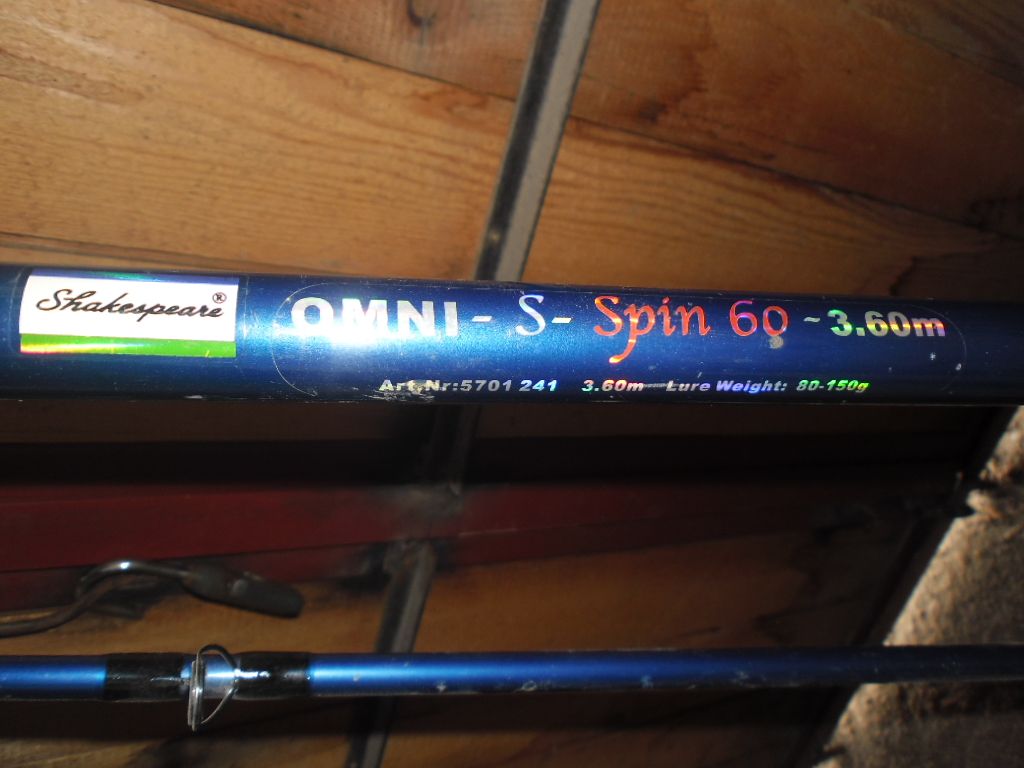 Shakespeare®
OMNI - S- Spin 60 ~ 3.60m
Art.Nr:5701 241 3.60m Lure Weight: 80-150g